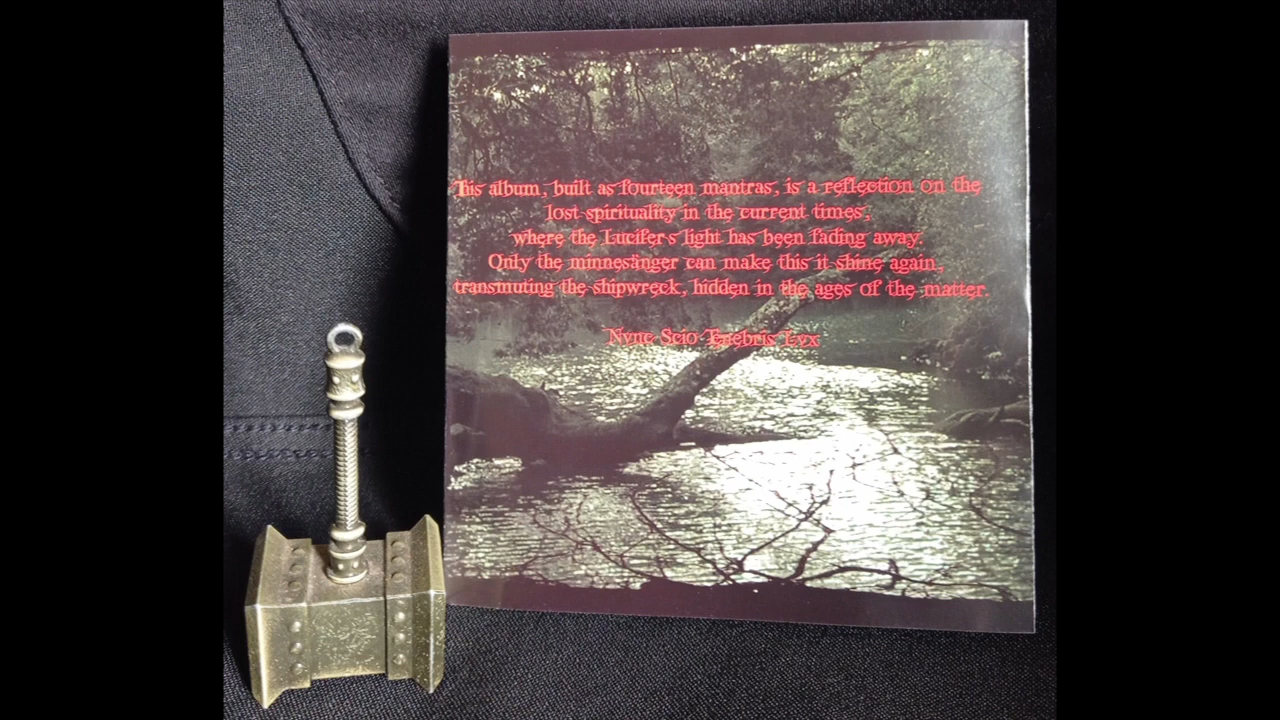 This album, built as fourteen mantras, is a reflection on the
lost spirituality in the current times,
where the Lucifer's light has been fading away.
Only the minnesänger can make this it shine again,
transmuting the shipwreck, hidden in the ages of the matter.
Nvnc Scio Tenebris Lvx